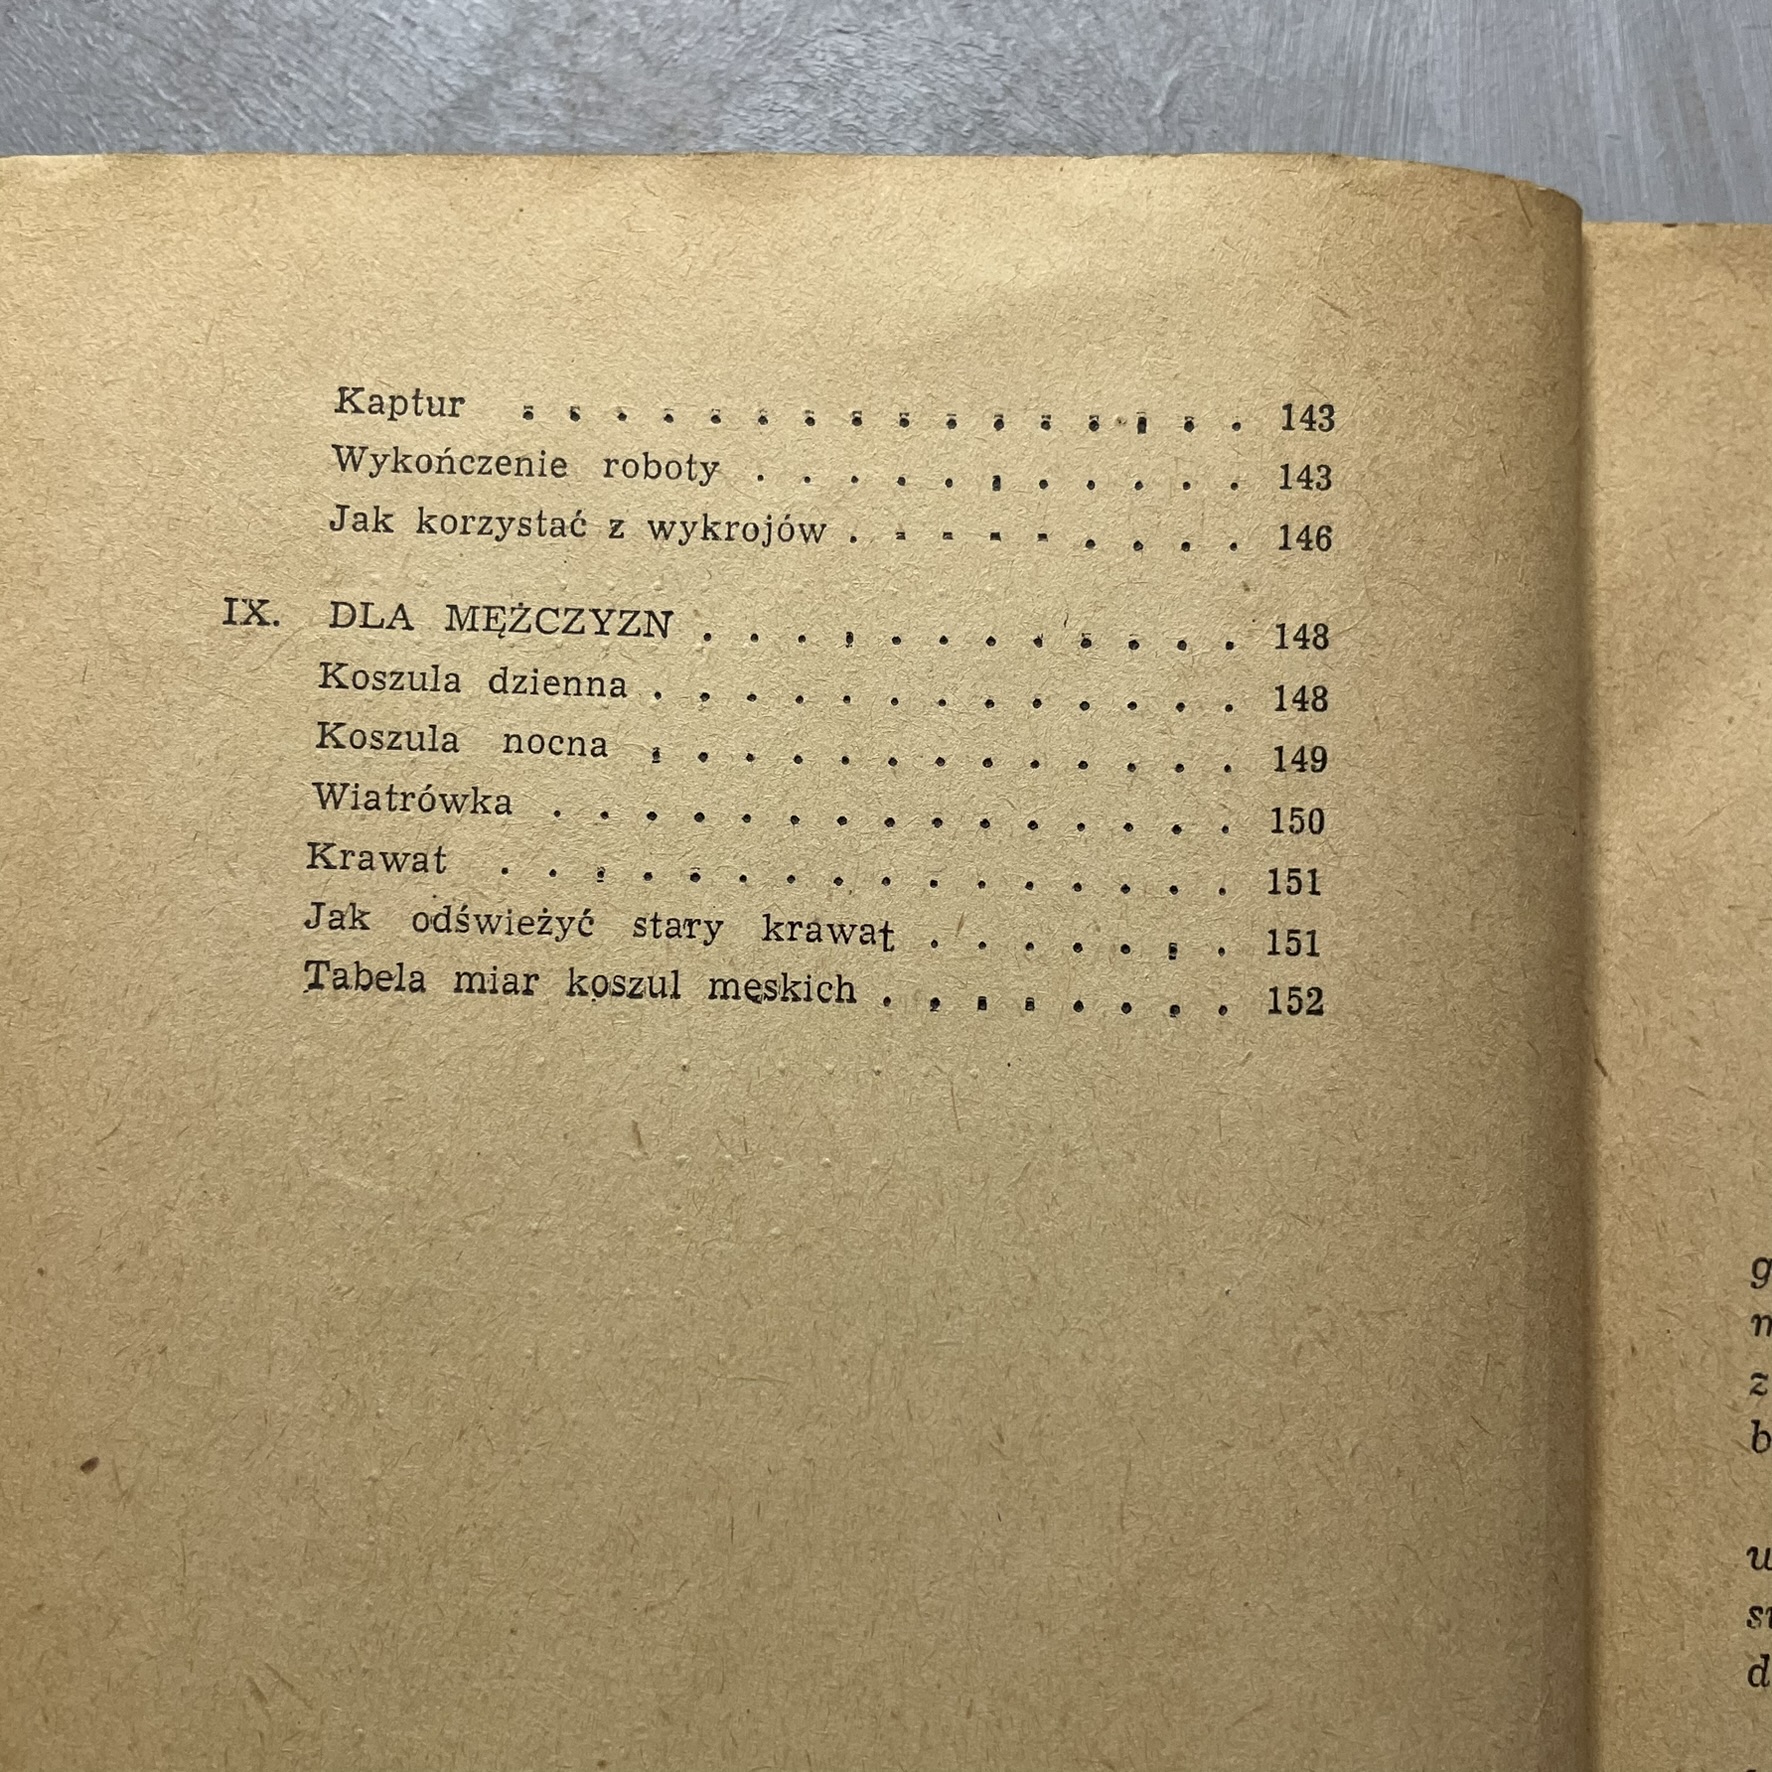 Kaptur . . . . . . . . . . . . . . . . 143
Wykończenie roboty . . . . . . . . . . . 143
Jak korzystać z wykrojów . . . . . . . . . 146
IX. DLA MĘŻCZYZN . . . . . . . . . . . . 148
Koszula dzienna . . . . . . . . . . . . . 148
Koszula nocna . . . . . . . . . . . . . 149
Wiatrówka . . . . . . . . . . . . . . . 150
Krawat . . . . . . . . . . . . . . . . 151
Jak odświeżyć stary krawat . . . . . . . 151
Tabela miar koszul męskich . . . . . . . . 152